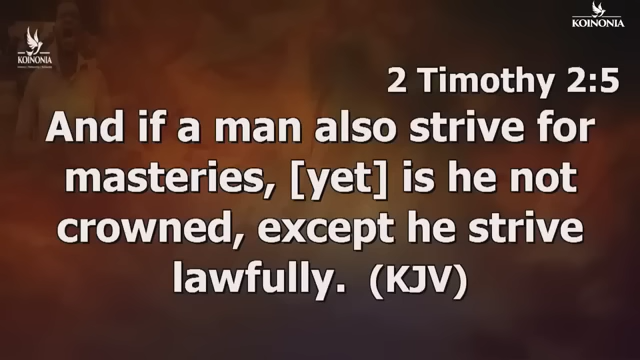 KOINONIA
KOINONIA
2 Timothy 2:5
And if a man also strive for
masteries, [yet] is he not
crowned, except he strive
lawfully. (KJV)